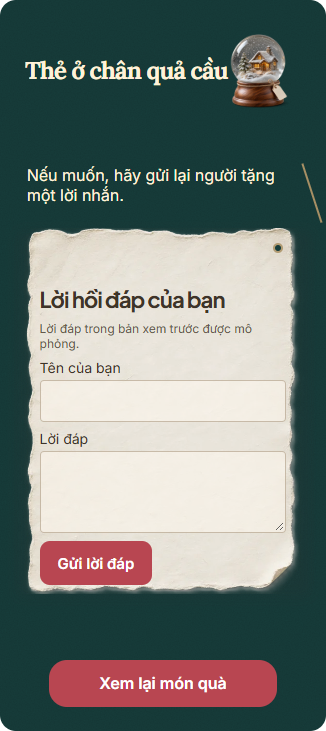 Thẻ ở chân quả cầu
Nếu muốn, hãy gửi lại người tặng
một lời nhắn.
Lời hồi đáp của bạn
Lời đáp trong bản xem trước được mô
phỏng.
Tên của bạn
Lời đáp
Gửi lời đáp
Xem lại món quà